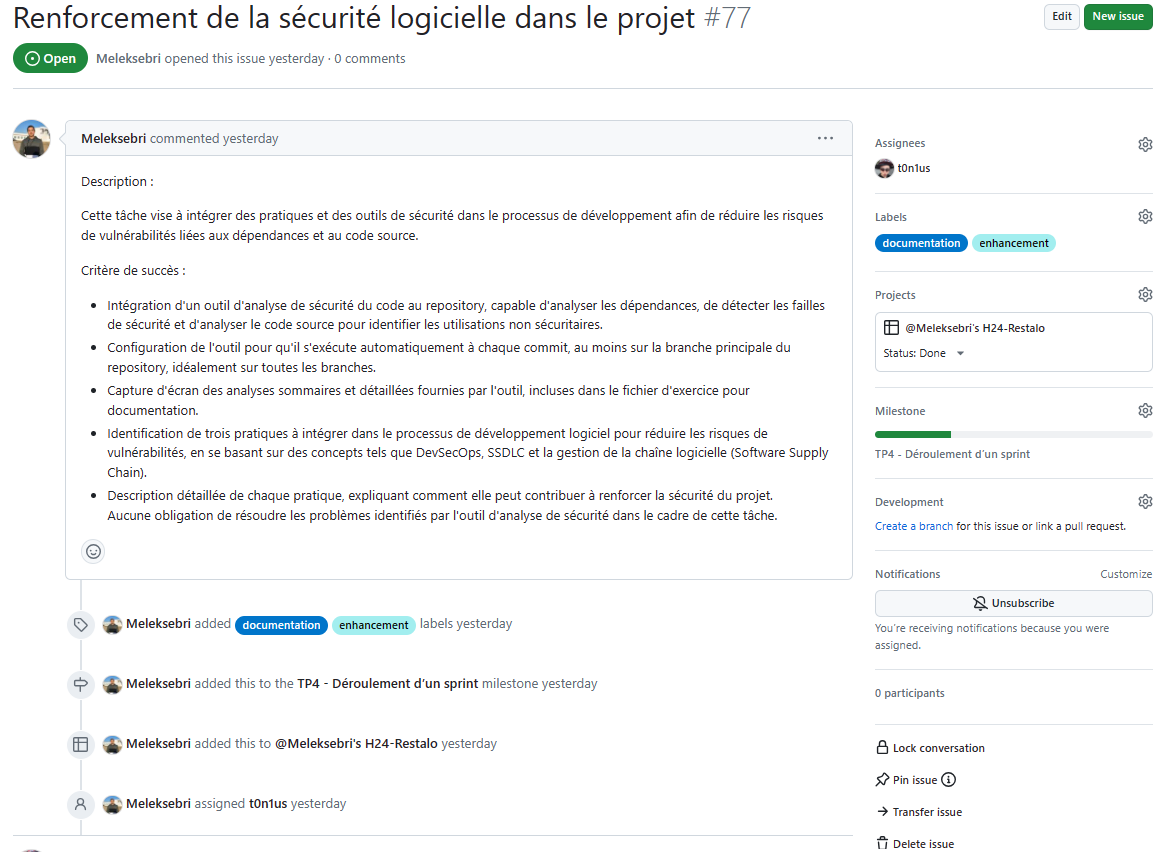 Renforcement de la sécurité logicielle dans le projet #77
Edit
New issue
Open
Meleksebri opened this issue yesterday · 0 comments
Meleksebri commented yesterday
Description :
Cette tâche vise à intégrer des pratiques et des outils de sécurité dans le processus de développement afin de réduire les risques
de vulnérabilités liées aux dépendances et au code source.
Critère de succès :
• Intégration d'un outil d'analyse de sécurité du code au repository, capable d'analyser les dépendances, de détecter les failles
de sécurité et d'analyser le code source pour identifier les utilisations non sécuritaires.
• Configuration de l'outil pour qu'il s'exécute automatiquement à chaque commit, au moins sur la branche principale du
repository, idéalement sur toutes les branches.
• Capture d'écran des analyses sommaires et détaillées fournies par l'outil, incluses dans le fichier d'exercice pour
documentation.
• Identification de trois pratiques à intégrer dans le processus de développement logiciel pour réduire les risques de
vulnérabilités, en se basant sur des concepts tels que DevSecOps, SSDLC et la gestion de la chaîne logicielle (Software Supply
Chain).
• Description détaillée de chaque pratique, expliquant comment elle peut contribuer à renforcer la sécurité du projet.
Aucune obligation de résoudre les problèmes identifiés par l'outil d'analyse de sécurité dans le cadre de cette tâche.
Meleksebri added documentation enhancement labels yesterday
Meleksebri added this to the TP4 - Déroulement d'un sprint milestone yesterday
Meleksebri added this to @Meleksebri's H24-Restalo yesterday
Meleksebri assigned t0n1us yesterday
Assignees
t0n1us
Labels
documentation enhancement
Projects
@Meleksebri's H24-Restalo
Status: Done
Milestone
TP4 - Déroulement d'un sprint
Development
Create a branch for this issue or link a pull request.
Notifications
Customize
Unsubscribe
You're receiving notifications because you were
assigned.
0 participants
Lock conversation
Pin issue
Transfer issue
Delete issue